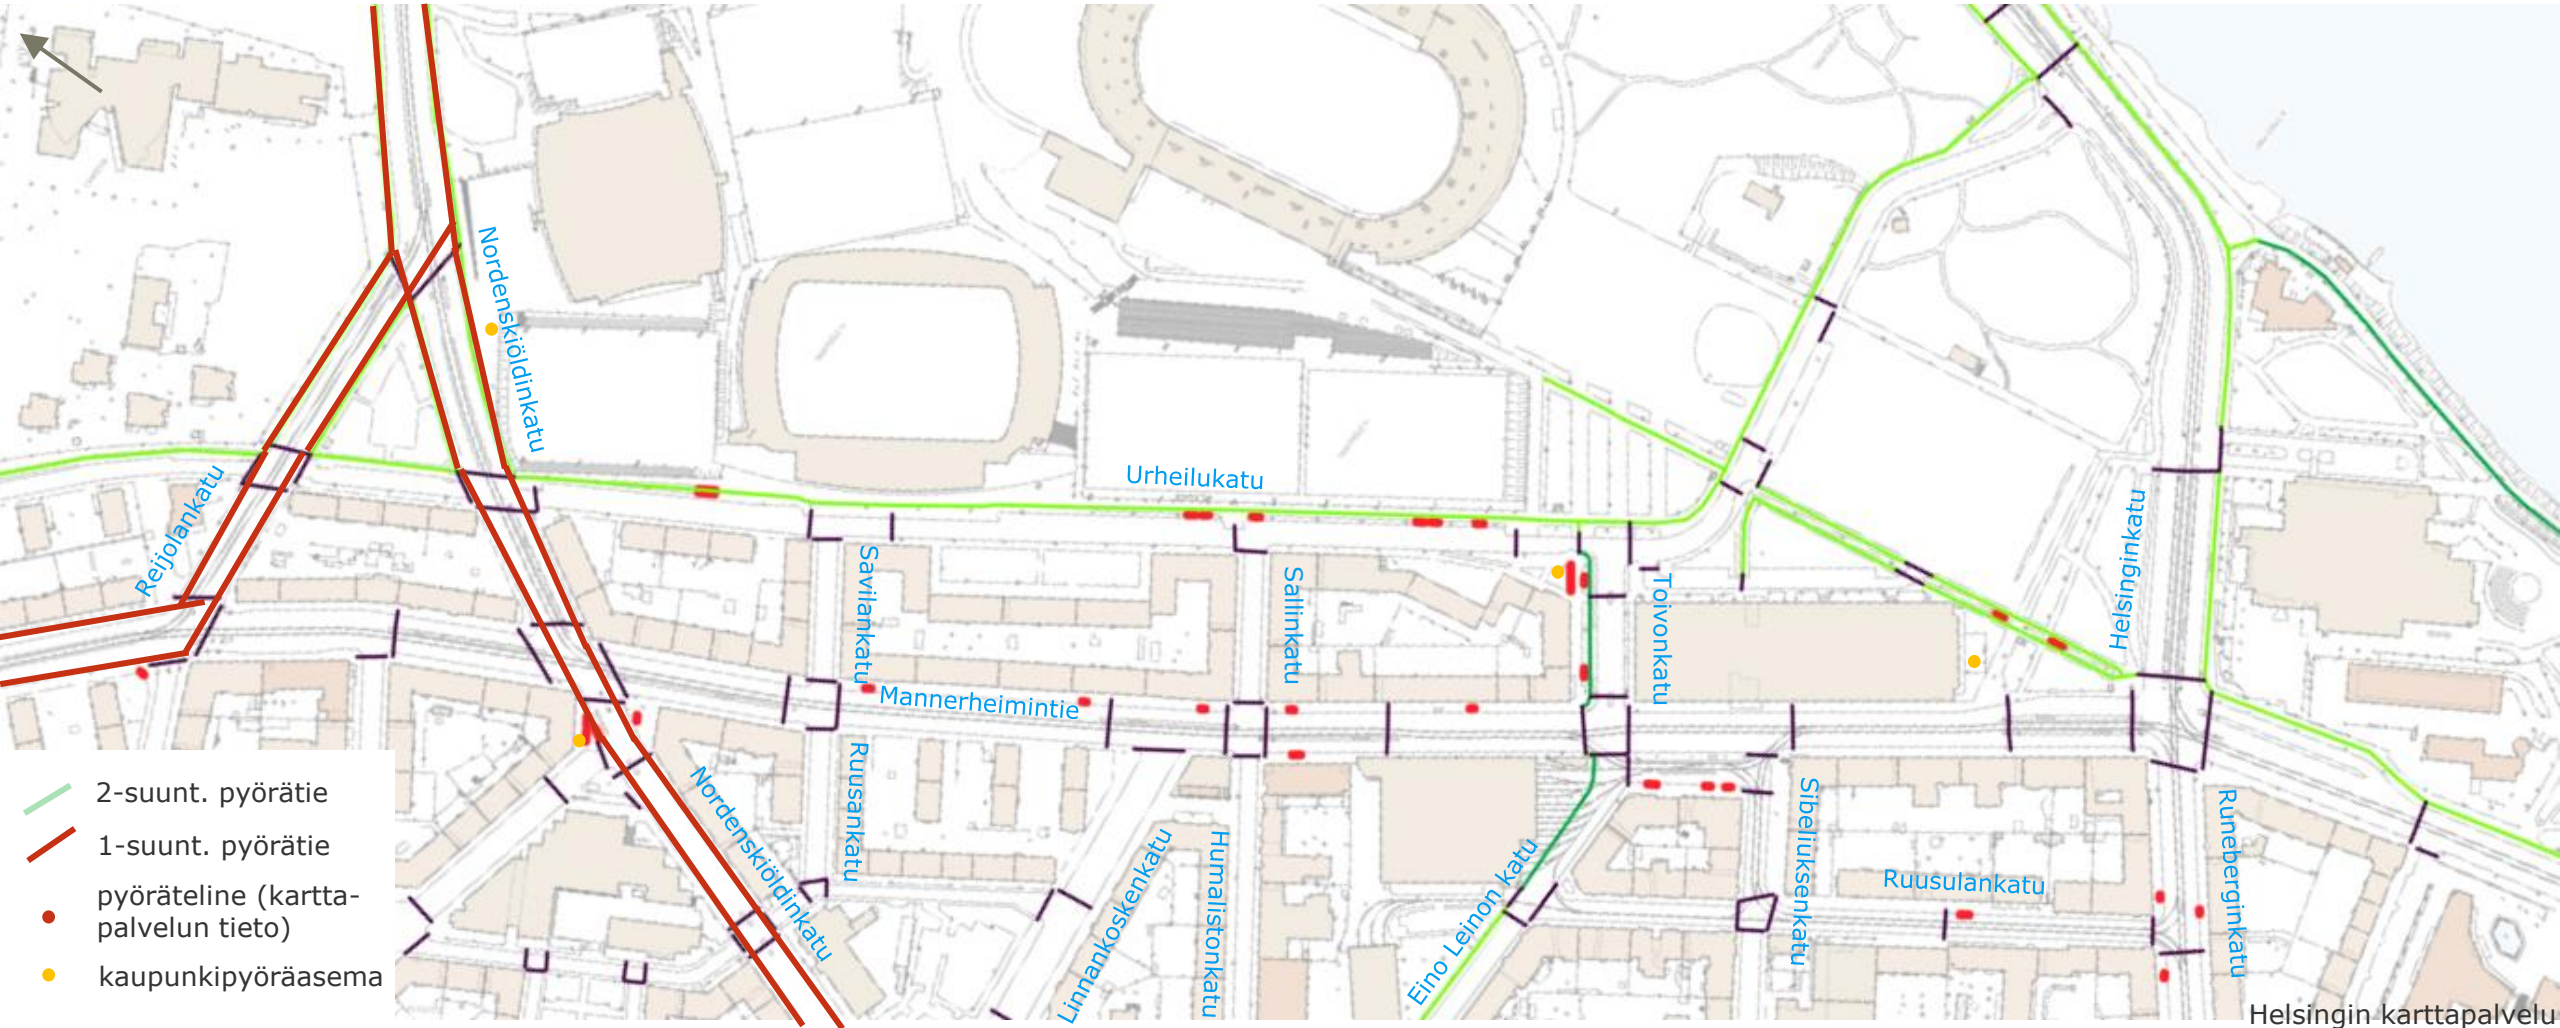 Nordenskiöldinkatu
Urheilukatu
Reijolankatu
Savilankatu
Sallinkatu
Toivonkatu
Helsinginkatu
Mannerheimintie
Ruusankatu
Nordenskiöldinkatu
Linnankoskenkatu
Humalistonkatu
Eino Leinon katu
Sibeliuksenkatu
Ruusulankatu
Runeberginkatu
2-suunt. pyörätie
1-suunt. pyörätie
pyöräteline (kartta-
palvelun tieto)
kaupunkipyöräasema
Helsingin karttapalvelu